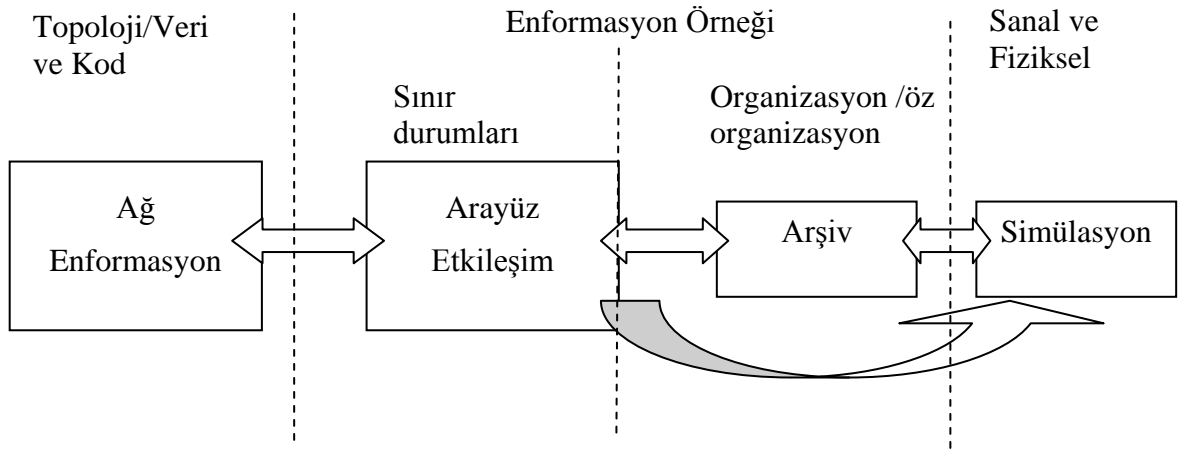 Topoloji/Veri
ve Kod
Enformasyon Örneği
Sanal ve
Fiziksel
Sınır
durumları
Organizasyon /öz
organizasyon
Ağ
Enformasyon
Arayüz
Etkileşim
Arşiv
Simülasyon